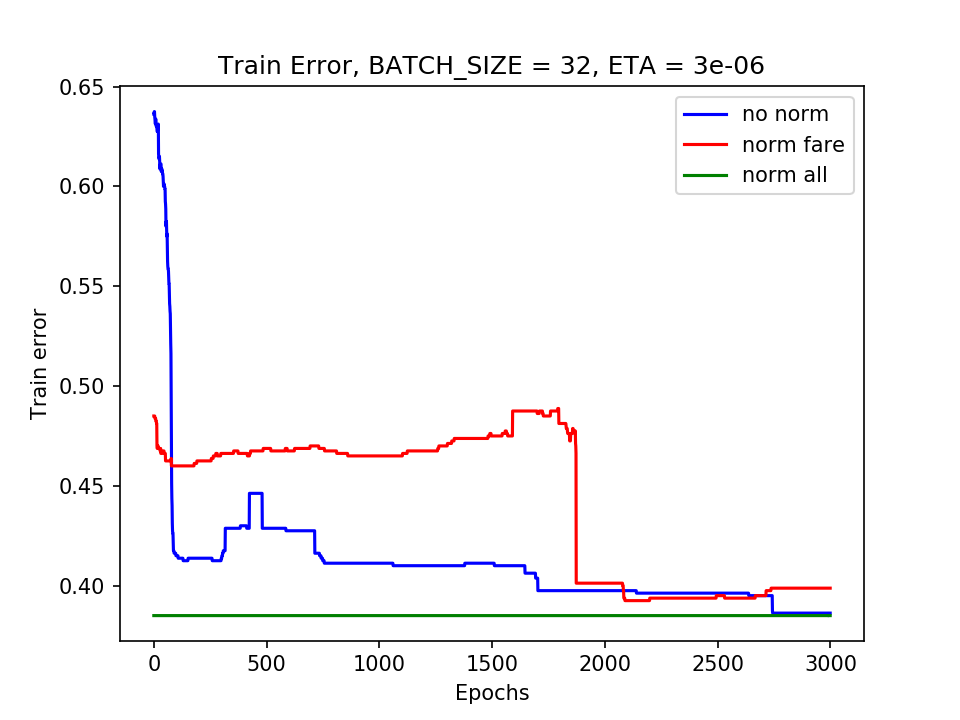 Train Error, BATCH_SIZE = 32, ETA = 3e-06
no norm
norm fare
norm all
0.65
0.60
0.55
0.50
0.45
0.40
Train error
0 500 1000 1500 2000 2500 3000
Epochs